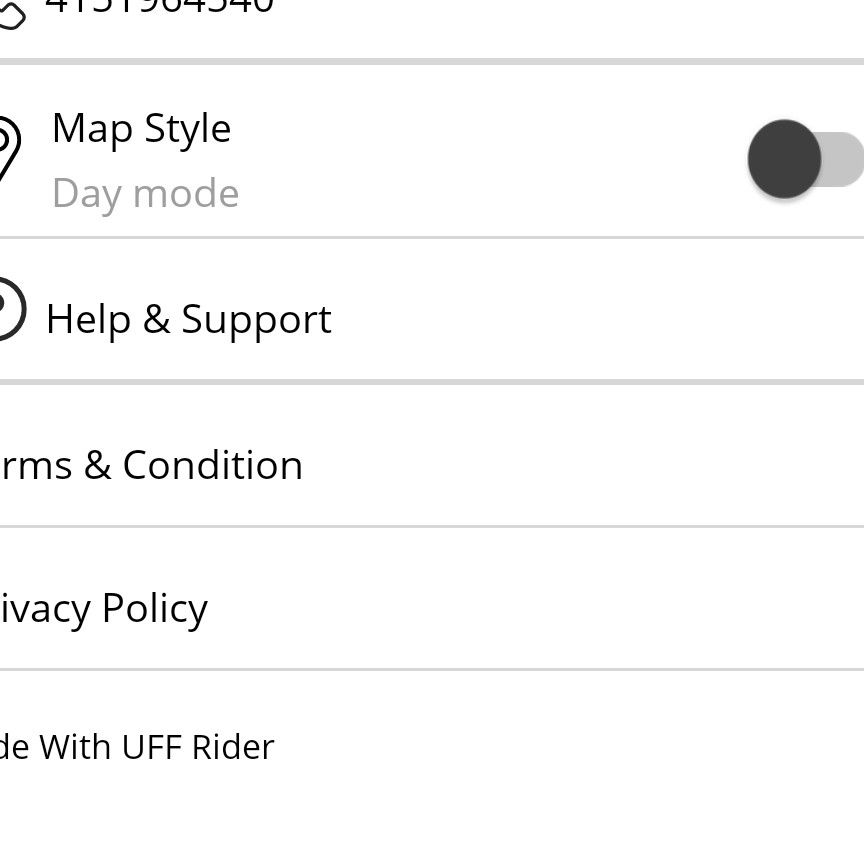 Map Style
Day mode
Help & Support
rms & Condition
ivacy Policy
de With UFF Rider